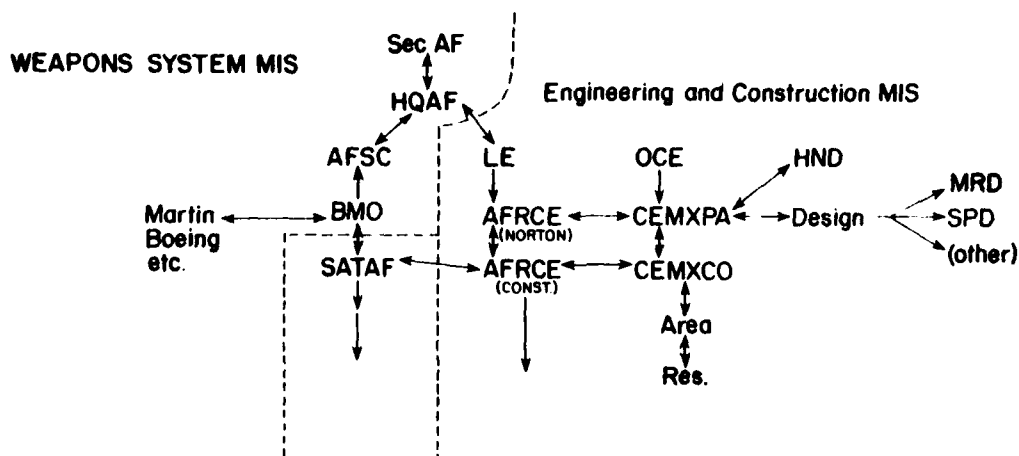 Sec AF
WEAPONS SYSTEM MIS
HQAF
Engineering and Construction MIS
AFSC
LE
OCE
HND
MRD
Martin
Boeing
etc.
BMO
AFRCE
(NORTON)
CEMXPA
Design
SPD
(other)
SATAF
AFRCE
(CONST.)
CEMXCO
Area
Res.